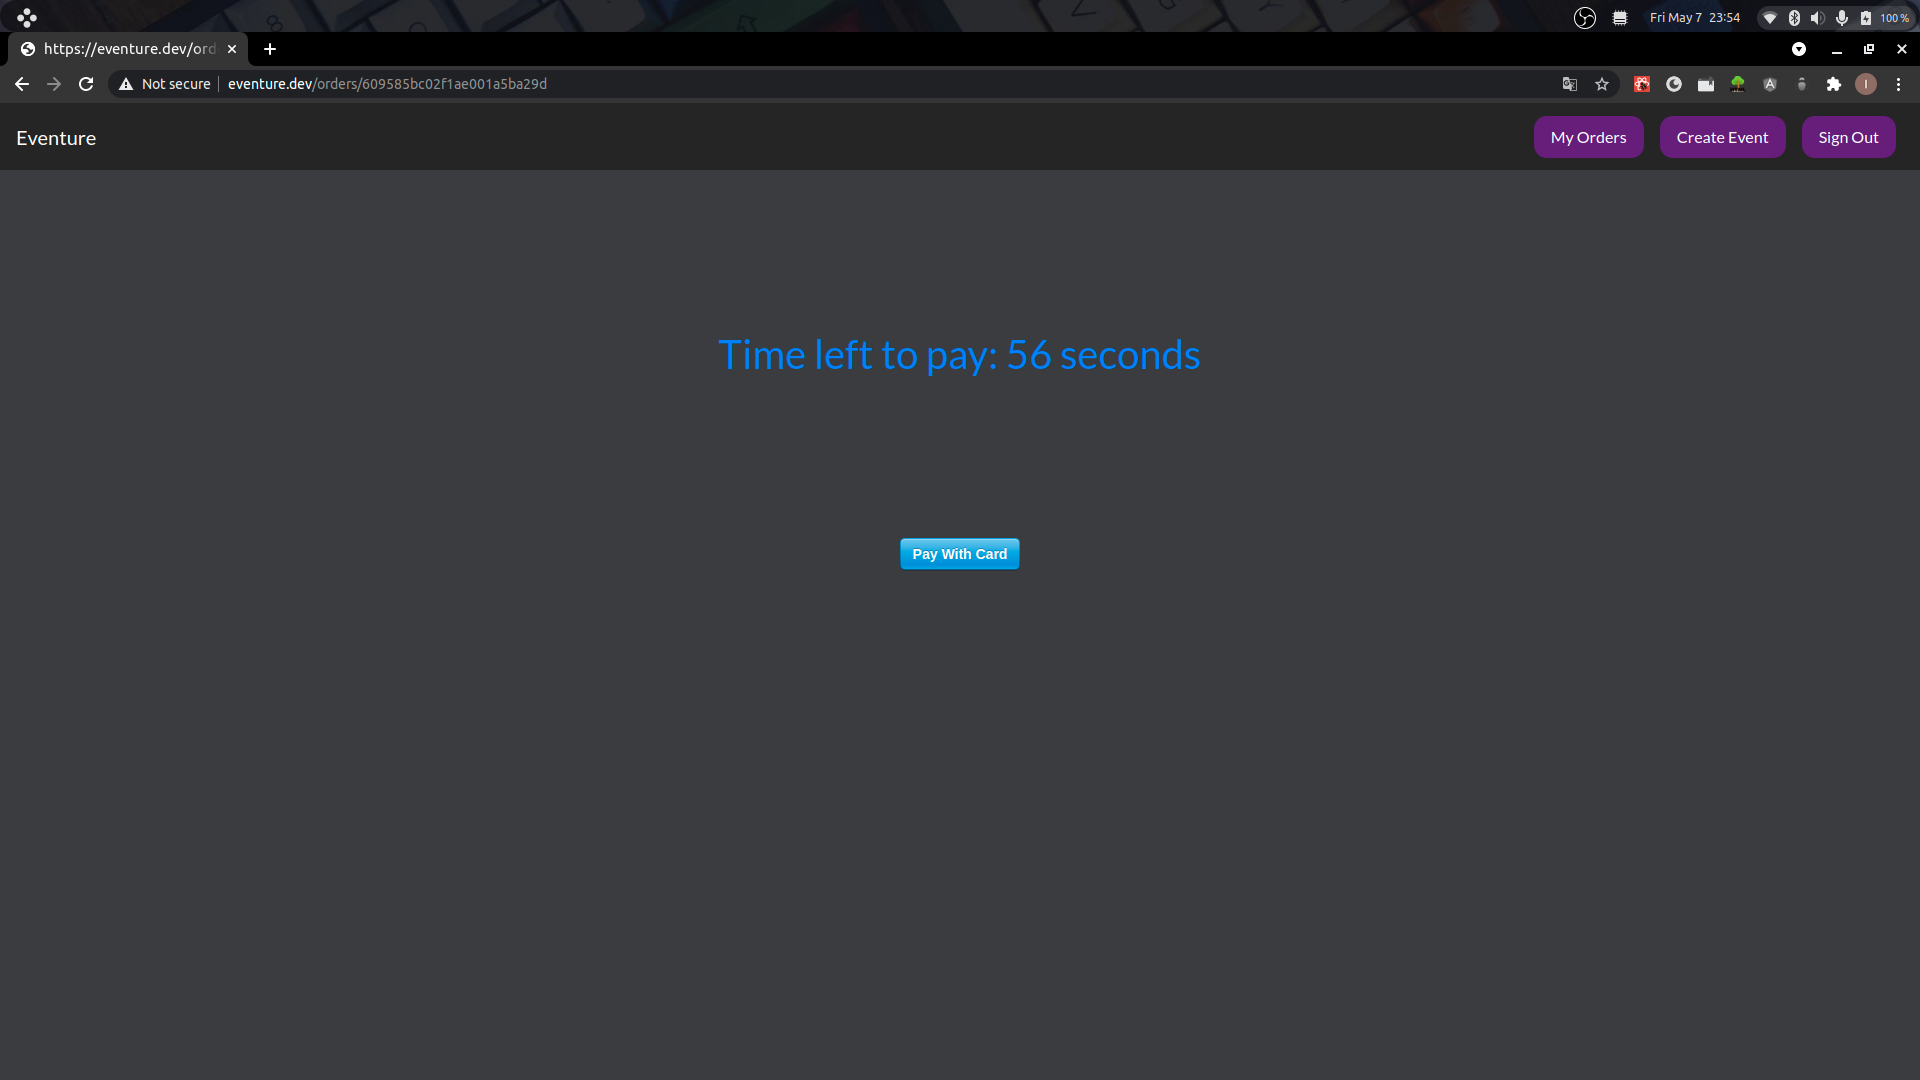 Fri May 7 23:54
100 %
https://eventure.dev/ord
Not secure
eventure.dev/orders/609585bc02f1ae001a5ba29d
I
Eventure
My Orders
Create Event
Sign Out
Time left to pay: 56 seconds
Pay With Card